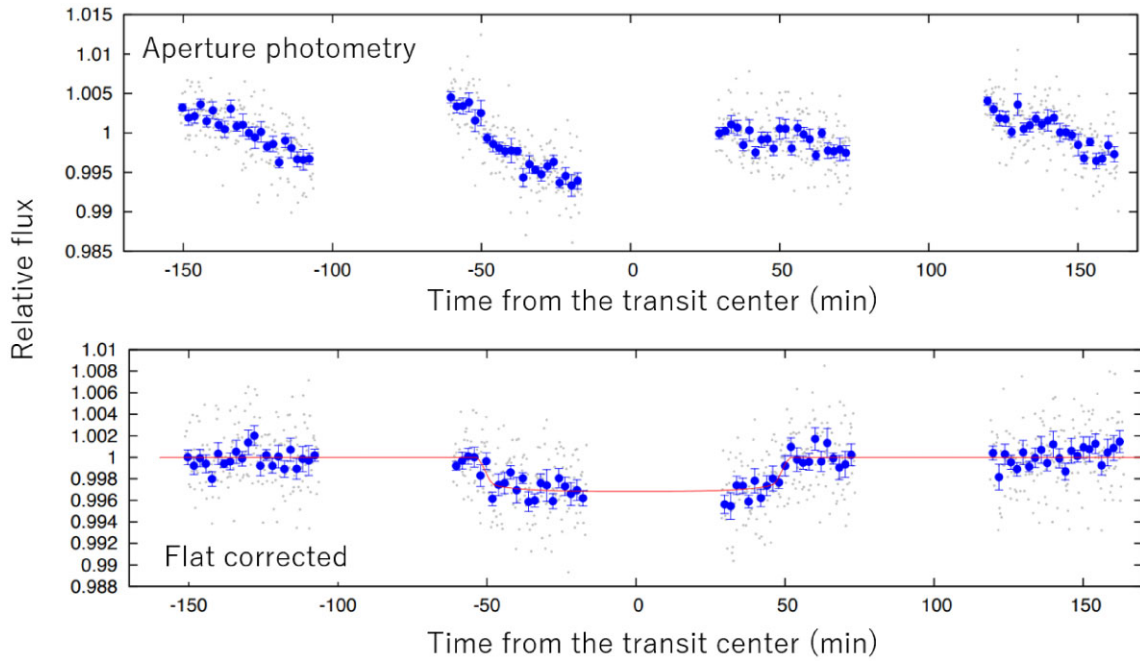 1.015
1.01
Aperture photometry
1.005
1
0.995
0.99
0.985
-150 -100 -50 0 50 100 150
Time from the transit center (min)
Relative flux
1.01
1.008
1.006
1.004
1.002
1
0.998
0.996
0.994
0.992
0.99
Flat corrected
0.988
-150 -100 -50 0 50 100 150
Time from the transit center (min)